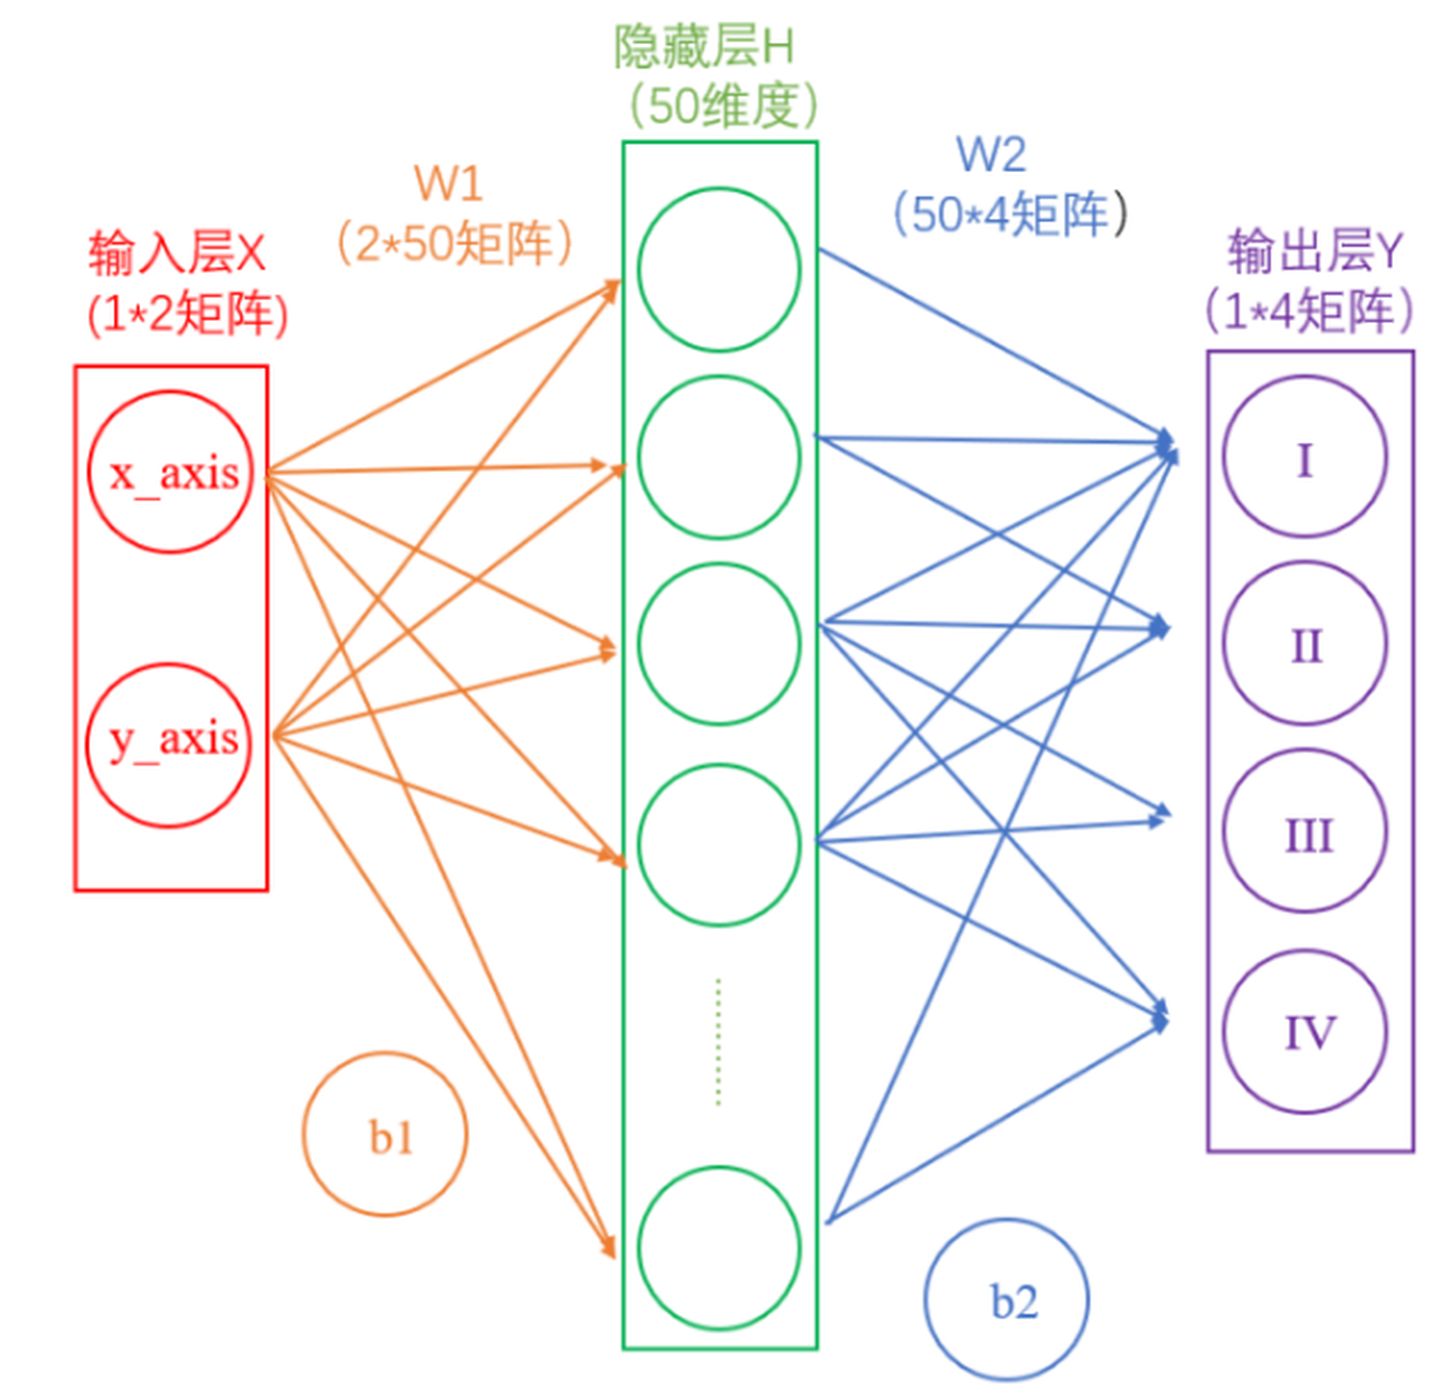 隐藏层H
（50维度）
W1
（2*50矩阵）
W2
（50*4矩阵）
输入层X
(1*2矩阵)
输出层Y
（1*4矩阵）
x_axis
y_axis
I
II
III
IV
b1
b2